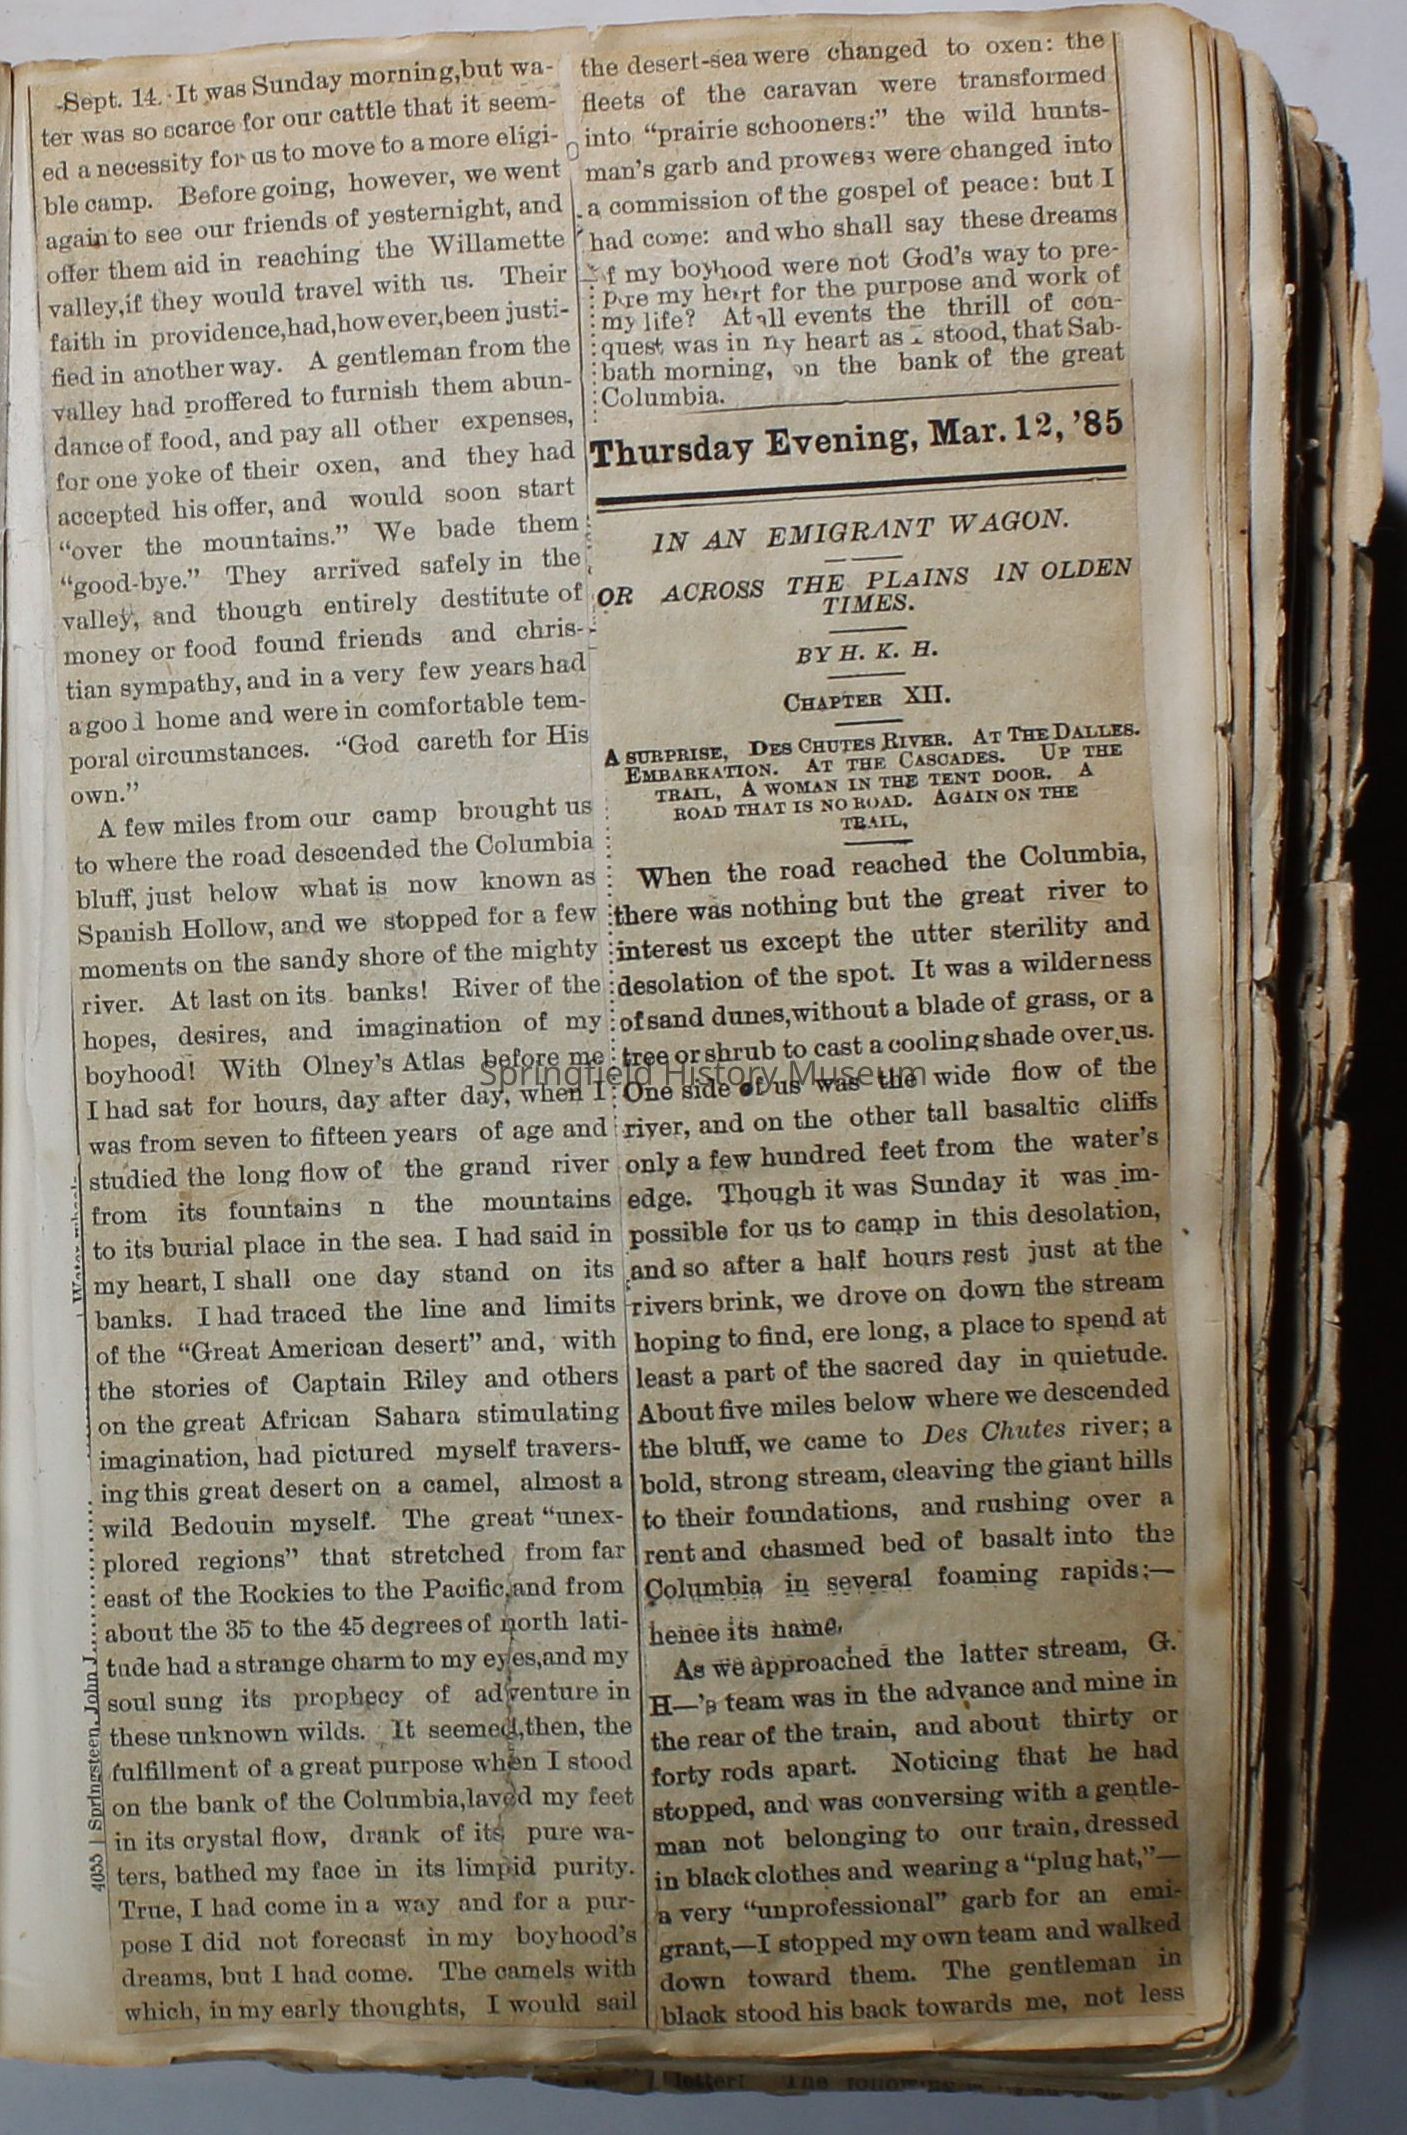 Sept. 14. It was Sunday morning,but wa-
ter was so scarce for our cattle that it seem-
ed a necessity for us to move to a more eligi-
ble camp. Before going, however, we went
again to see our friends of yesternight, and
offer them aid in reaching the Willamette
valley,if they would travel with us. Their
faith in providence,had,however,been justi-
fied in another way. A gentleman from the
valley had proffered to furnish them abun-
dance of food, and pay all other expenses,
for one yoke of their oxen, and they had
accepted his offer, and would soon start
“over the mountains.” We bade them
“good-bye.” They arrived safely in the
valley, and though entirely destitute of
money or food found friends and chris-
tian sympathy, and in a very few years had
a good home and were in comfortable tem-
poral circumstances. “God careth for His
own.”
A few miles from our camp brought us
to where the road descended the Columbia
bluff, just below what is now known as
Spanish Hollow, and we stopped for a few
moments on the sandy shore of the mighty
river. At last on its banks! River of the
hopes, desires, and imagination of my
boyhood! With Olney's Atlas before me
I had sat for hours, day after day, when I
was from seven to fifteen years of age and
studied the long flow of the grand river
from its fountains n the mountains
to its burial place in the sea. I had said in
my heart, I shall one day stand on its
banks. I had traced the line and limits
of the “Great American desert” and, with
the stories of Captain Riley and others
on the great African Sahara stimulating
imagination, had pictured myself travers-
ing this great desert on a camel, almost a
wild Bedouin myself. The great “unex-
plored regions” that stretched from far
east of the Rockies to the Pacific,and from
about the 35 to the 45 degrees of north lati-
tude had a strange charm to my eyes,and my
soul sung its prophecy of adventure in
these unknown wilds. It seemed,then, the
fulfillment of a great purpose when I stood
on the bank of the Columbia,laved my feet
in its crystal flow, drank of its pure wa-
ters, bathed my face in its limpid purity.
True, I had come in a way and for a pur-
pose I did not forecast in my boyhood's
dreams, but I had come. The camels with
which, in my early thoughts, I would sail
the desert-sea were changed to oxen: the
fleets of the caravan were transformed
into “prairie schooners:” the wild hunts-
man's garb and prowess were changed into
a commission of the gospel of peace: but I
had come: and who shall say these dreams
of my boyhood were not God's way to pre-
pare my heart for the purpose and work of
my life? At all events the thrill of con-
quest was in my heart as I stood, that Sab-
bath morning, on the bank of the great
Columbia.
Thursday Evening, Mar. 12, '85
IN AN EMIGRANT WAGON.
OR ACROSS THE PLAINS IN OLDEN
TIMES.
BY H. K. H.
CHAPTER XII.
A SURPRISE, DES CHUTES RIVER. AT THE DALLES.
EMBARKATION. AT THE CASCADES. UP THE
TRAIL, A WOMAN IN THE TENT DOOR. A
ROAD THAT IS NO ROAD. AGAIN ON THE
TRAIL,
When the road reached the Columbia,
there was nothing but the great river to
interest us except the utter sterility and
desolation of the spot. It was a wilderness
of sand dunes,without a blade of grass, or a
tree or shrub to cast a cooling shade over us.
One side of us was the wide flow of the
river, and on the other tall basaltic cliffs
only a few hundred feet from the water's
edge. Though it was Sunday it was im-
possible for us to camp in this desolation,
and so after a half hours rest just at the
rivers brink, we drove on down the stream
hoping to find, ere long, a place to spend at
least a part of the sacred day in quietude.
About five miles below where we descended
the bluff, we came to Des Chutes river; a
bold, strong stream, cleaving the giant hills
to their foundations, and rushing over a
rent and chasmed bed of basalt into the
Columbia in several foaming rapids;—
hence its name.
As we approached the latter stream, G.
H—'s team was in the advance and mine in
the rear of the train, and about thirty or
forty rods apart. Noticing that he had
stopped, and was conversing with a gentle-
man not belonging to our train, dressed
in black clothes and wearing a “plug hat,”—
a very “unprofessional” garb for an emi-
grant,—I stopped my own team and walked
down toward them. The gentleman in
black stood his back towards me, not less
Springfield History Museum
4055 | Springsteen, John J
letter! The following